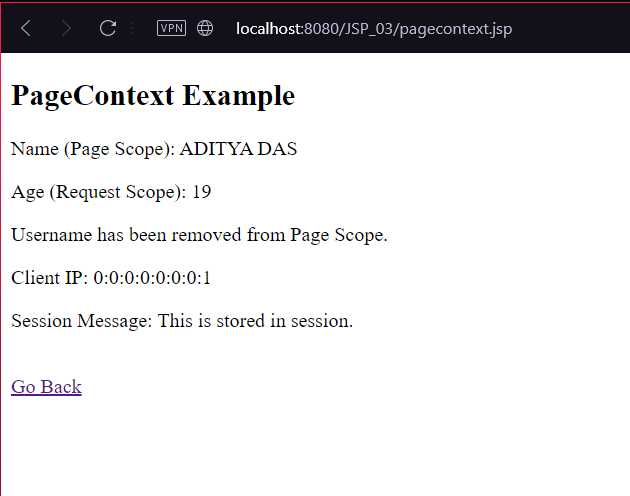 VPN localhost:8080/JSP_03/pagecontext.jsp
PageContext Example
Name (Page Scope): ADITYA DAS
Age (Request Scope): 19
Username has been removed from Page Scope.
Client IP: 0:0:0:0:0:0:0:1
Session Message: This is stored in session.
Go Back